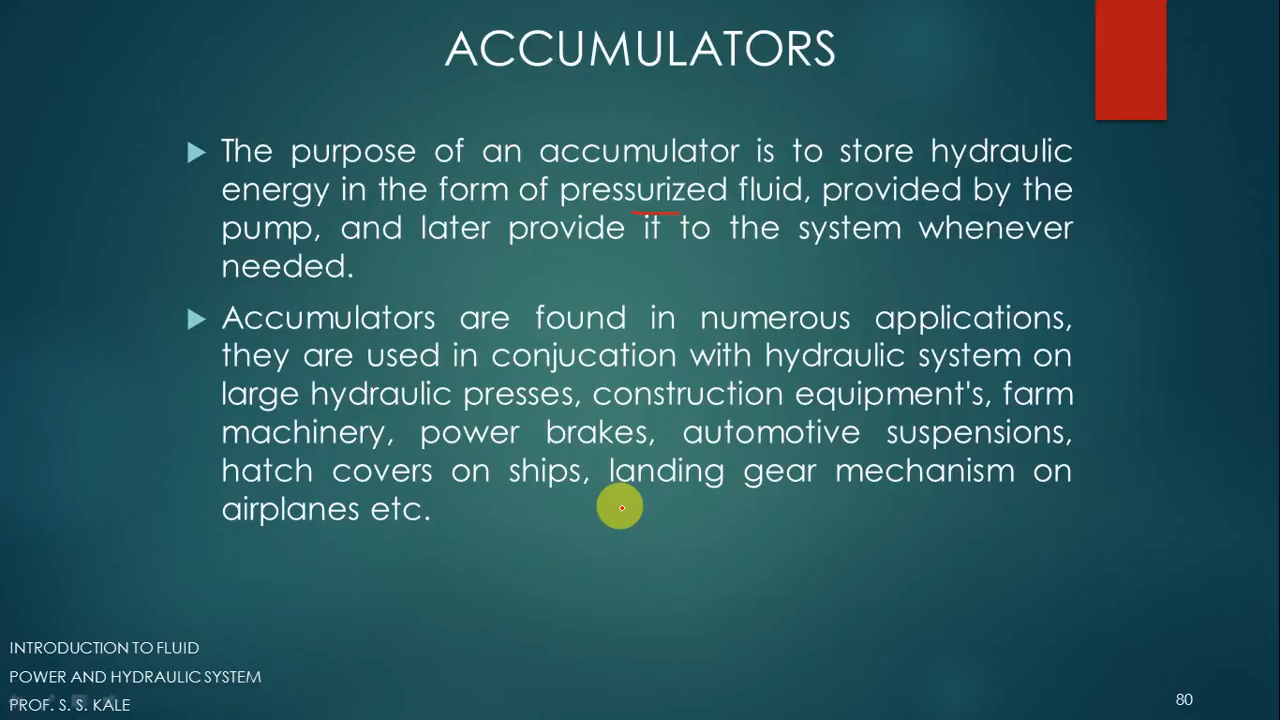 ACCUMULATORS
The purpose of an accumulator is to store hydraulic
energy in the form of pressurized fluid, provided by the
pump, and later provide it to the system whenever
needed.
Accumulators are found in numerous applications,
they are used in conjucation with hydraulic system on
large hydraulic presses, construction equipment's, farm
machinery, power brakes, automotive suspensions,
hatch covers on ships, landing gear mechanism on
airplanes etc.
INTRODUCTION TO FLUID
POWER AND HYDRAULIC SYSTEM
PROF. S. S. KALE
80